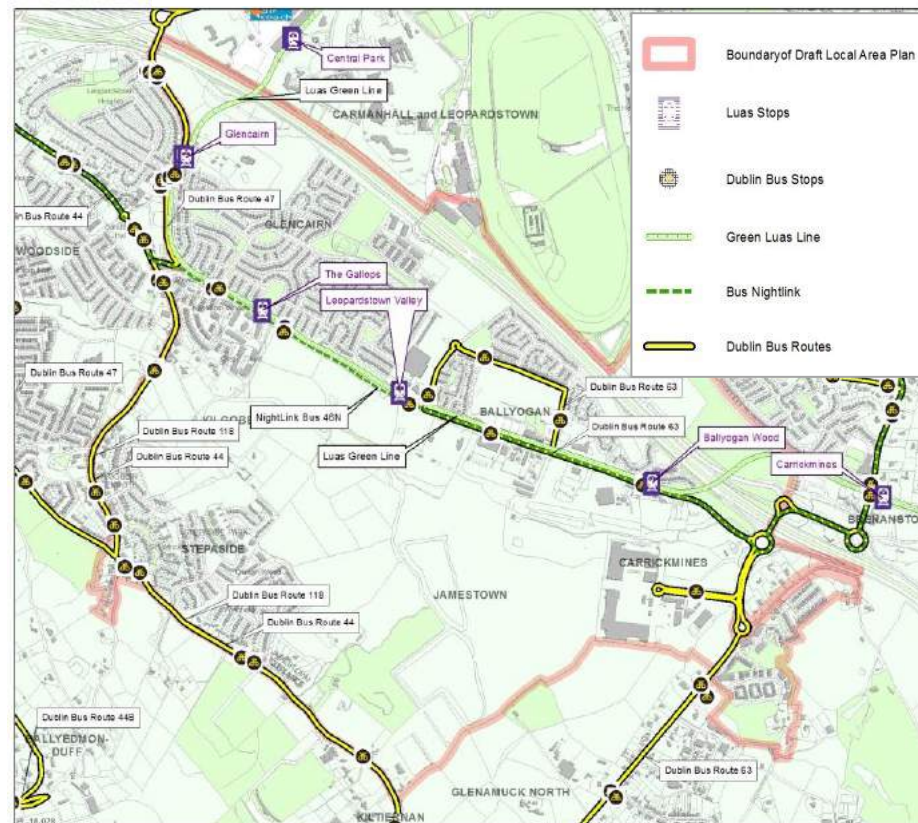 Central Park
Boundaryof Draft Local Area Plan
Luas Green Line
CARMANHALL and LEOPARDSTOWN
Luas Stops
Glencairn
Dublin Bus Stops
Dublin Bus Route 47
Bus Route 44
GLENCAIRN
WOODSIDE
Green Luas Line
The Gallops
Leopardstown Valley
Bus Nightlink
Dublin Bus Routes
Dublin Bus Route 47
Dublin Bus Route 63
NightLink Bus 46N
BALLYOGAN
Dublin Bus Route 118
Dublin Bus Route 63
Dublin Bus Route 44
Luas Green Line
Ballyogan Wood
Carrickmines
STEPASIDE
CARRICKMINES
Dublin Bus Route 118
JAMESTOWN
Dublin Bus Route 44
Dublin Bus Route 44B
BALLYEDMON-
DUFF
Dublin Bus Route 63
GLENAMUCK NORTH
KILTIERNAN